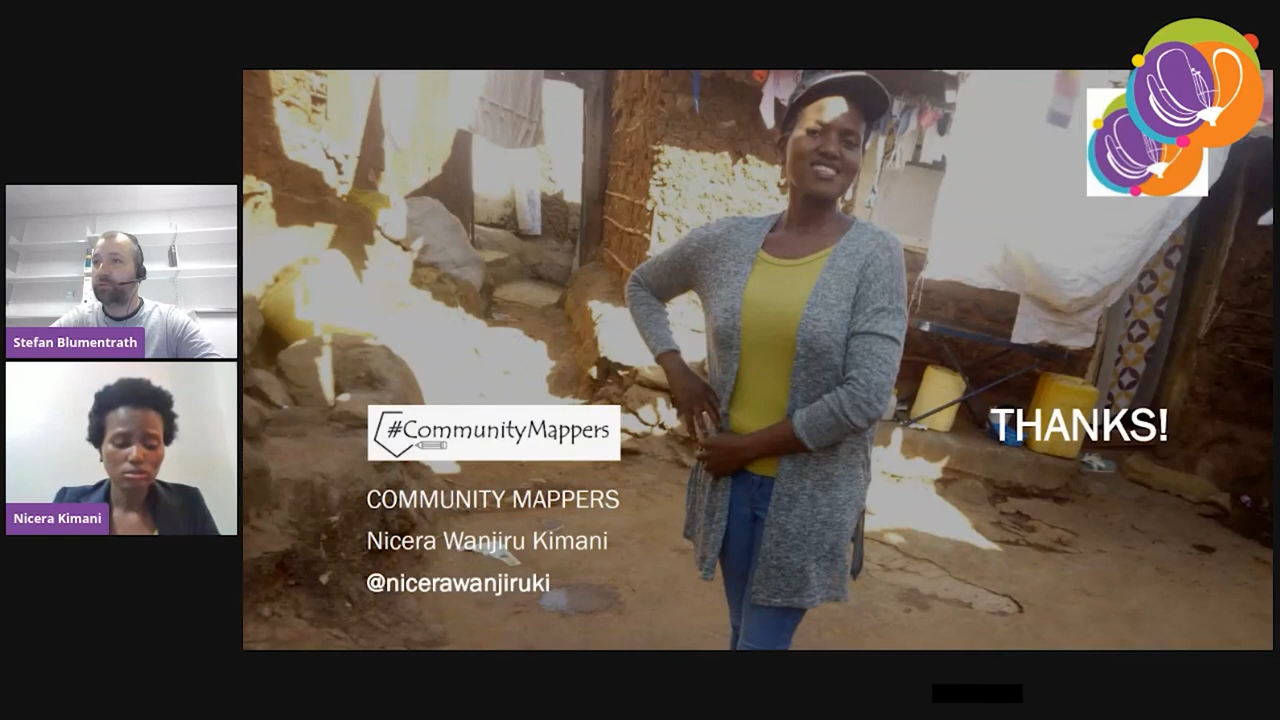 Stefan Blumentrath
Nicera Kimani
#CommunityMappers
COMMUNITY MAPPERS
Nicera Wanjiru Kimani
@nicerawanjiruki
THANKS!